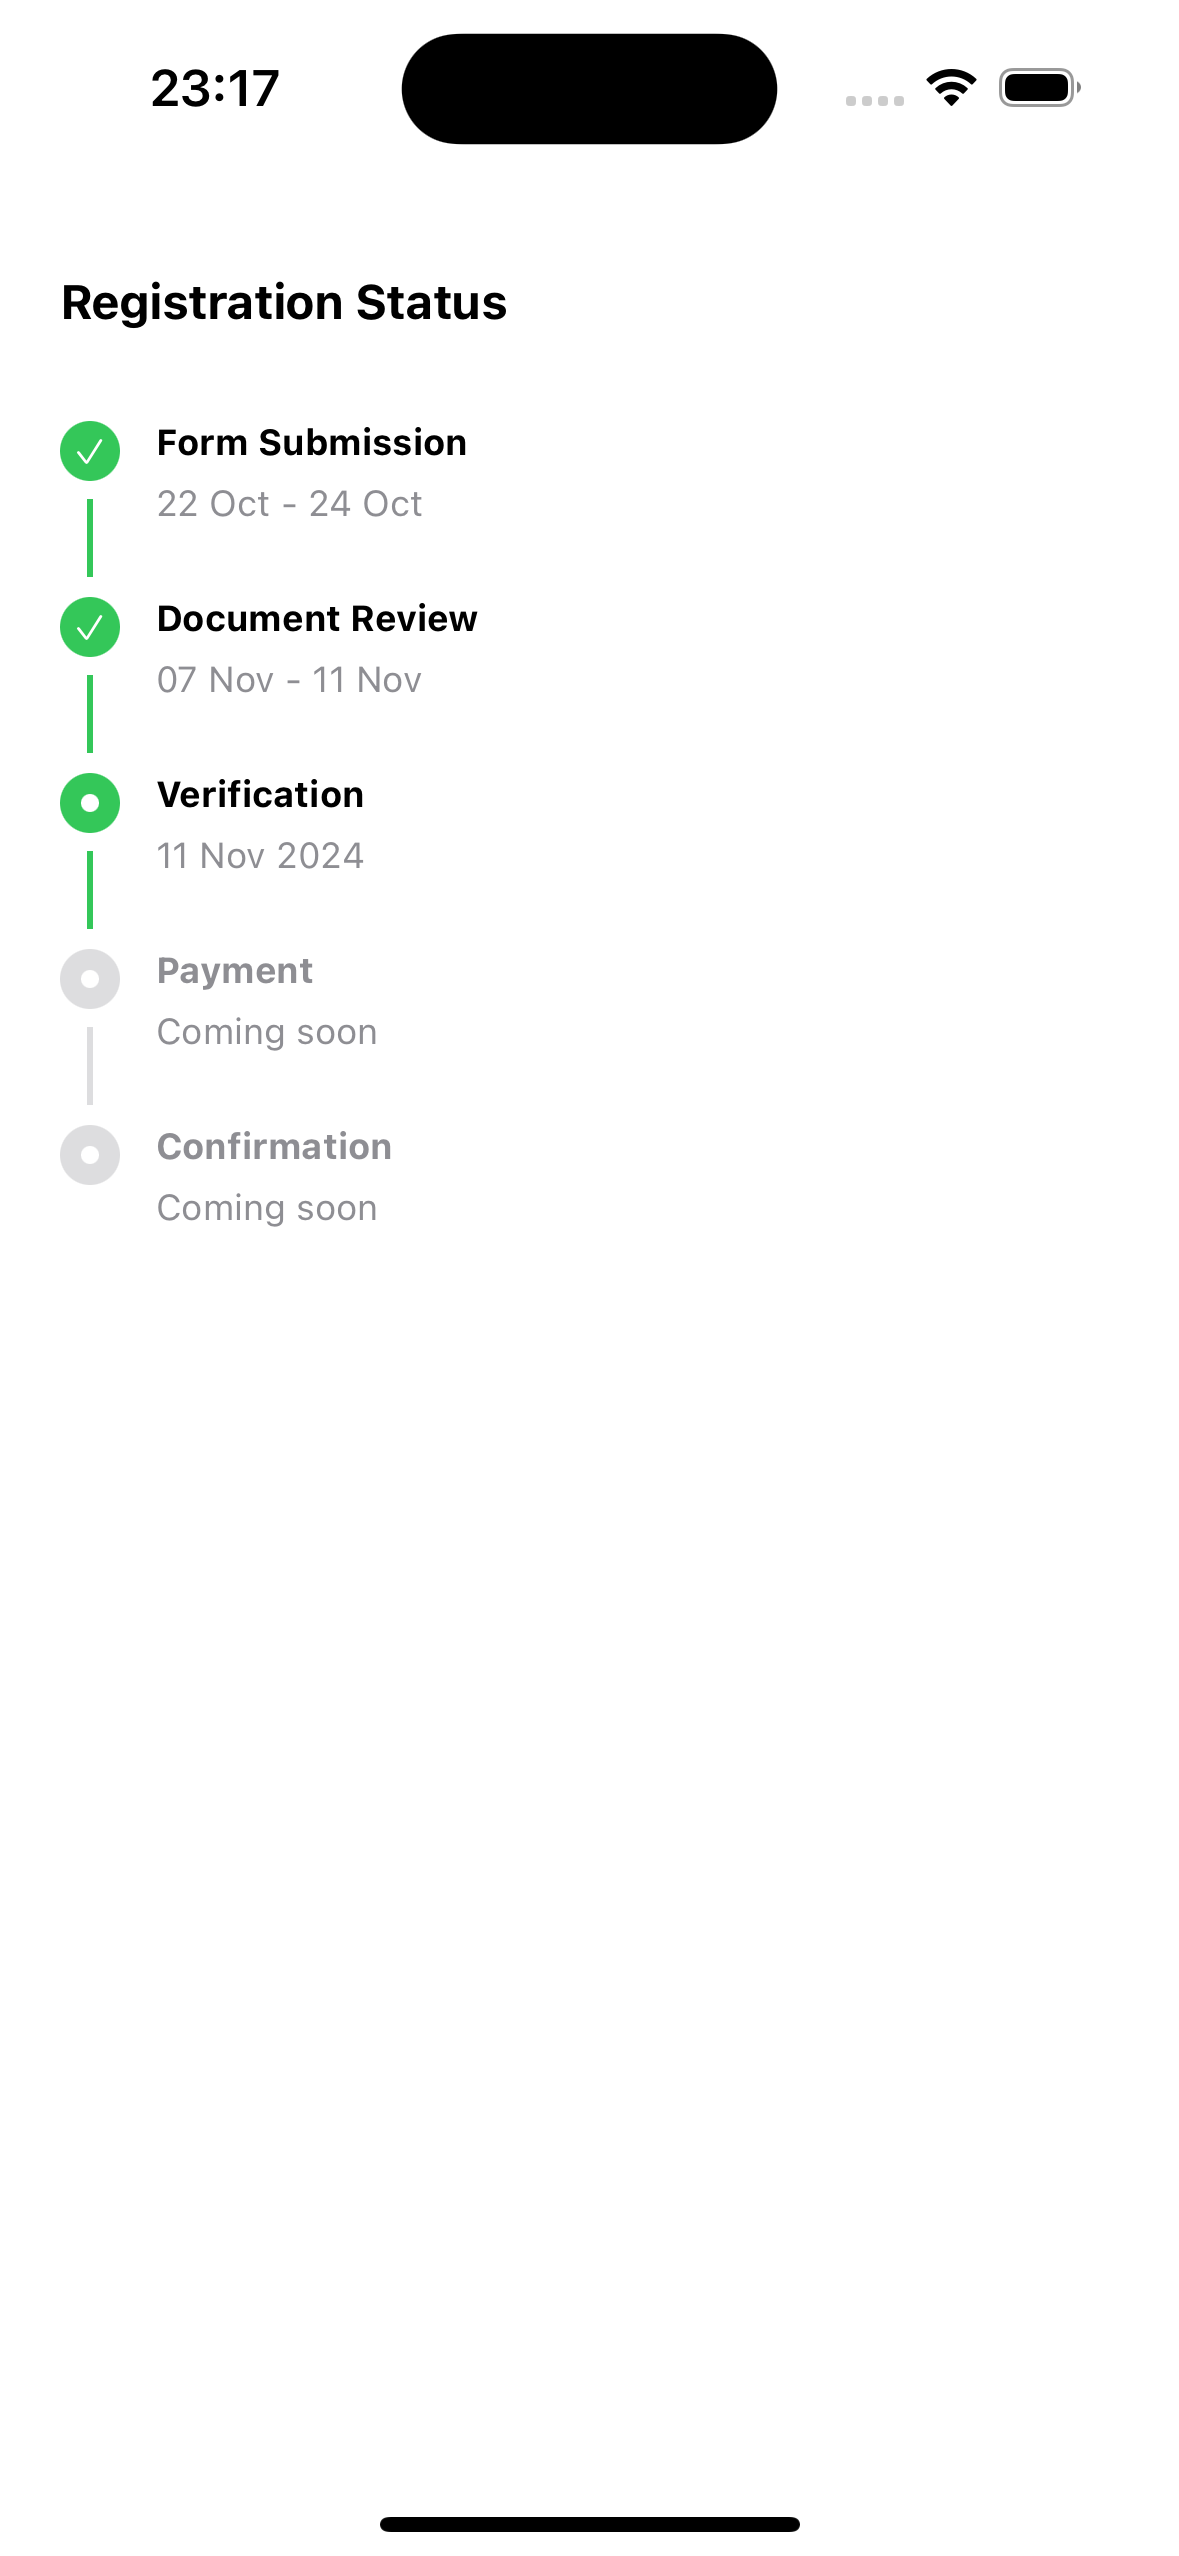 23:17
Registration Status
Form Submission
22 Oct - 24 Oct
Document Review
07 Nov - 11 Nov
Verification
11 Nov 2024
Payment
Coming soon
Confirmation
Coming soon